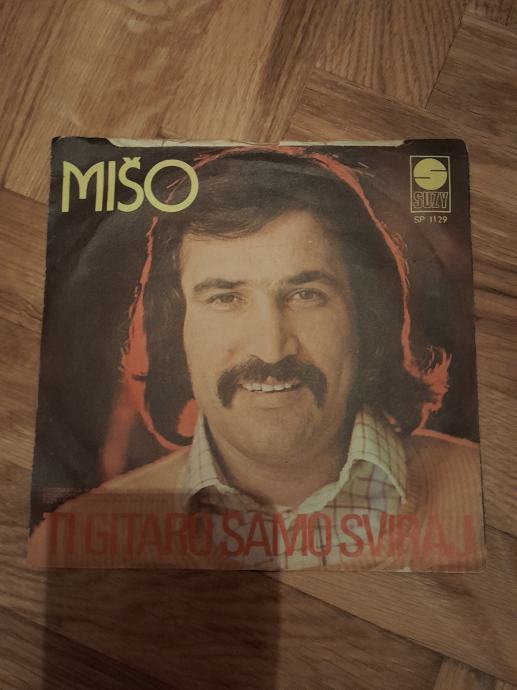 MIŠO
SUZY
SP 1129
TI GITARO SAMO SVIRAJ